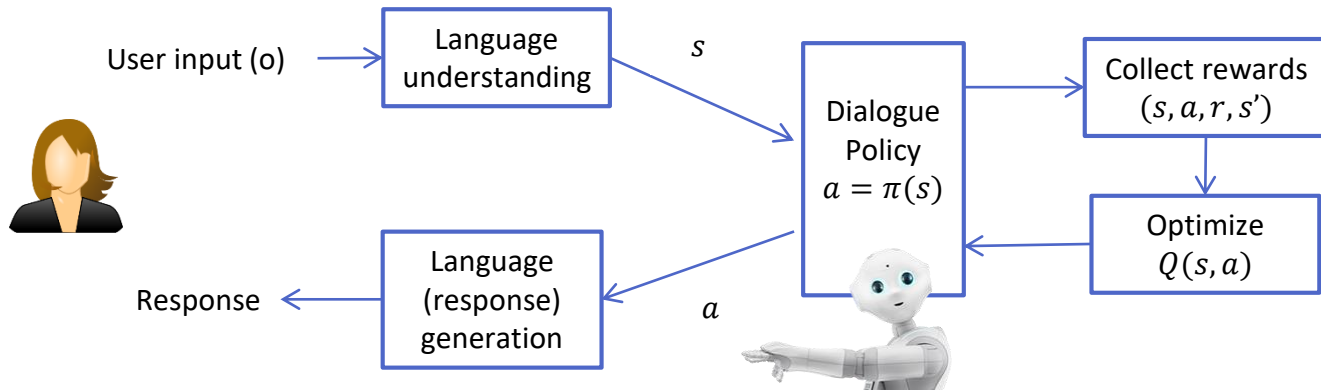 User input (o)
Language
understanding
s
Dialogue
Policy
a = π(s)
Collect rewards
(s, a, r, s’)
Optimize
Q(s, a)
Language
(response)
generation
Response
a